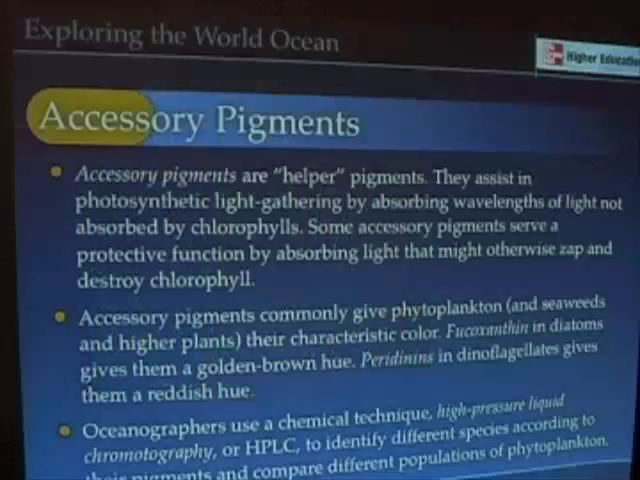 Exploring the World Ocean
Higher Education
Accessory Pigments
Accessory pigments are "helper" pigments. They assist in
photosynthetic light-gathering by absorbing wavelengths of light not
absorbed by chlorophylls. Some accessory pigments serve a
protective function by absorbing light that might otherwise zap and
destroy chlorophyll.
Accessory pigments commonly give phytoplankton (and seaweeds
and higher plants) their characteristic color. Fucoxanthin in diatoms
gives them a golden-brown hue. Peridinins in dinoflagellates gives
them a reddish hue.
Oceanographers use a chemical technique, high-pressure liquid
chromotography, or HPLC, to identify different species according to
their pigments and compare different populations of phytoplankton.